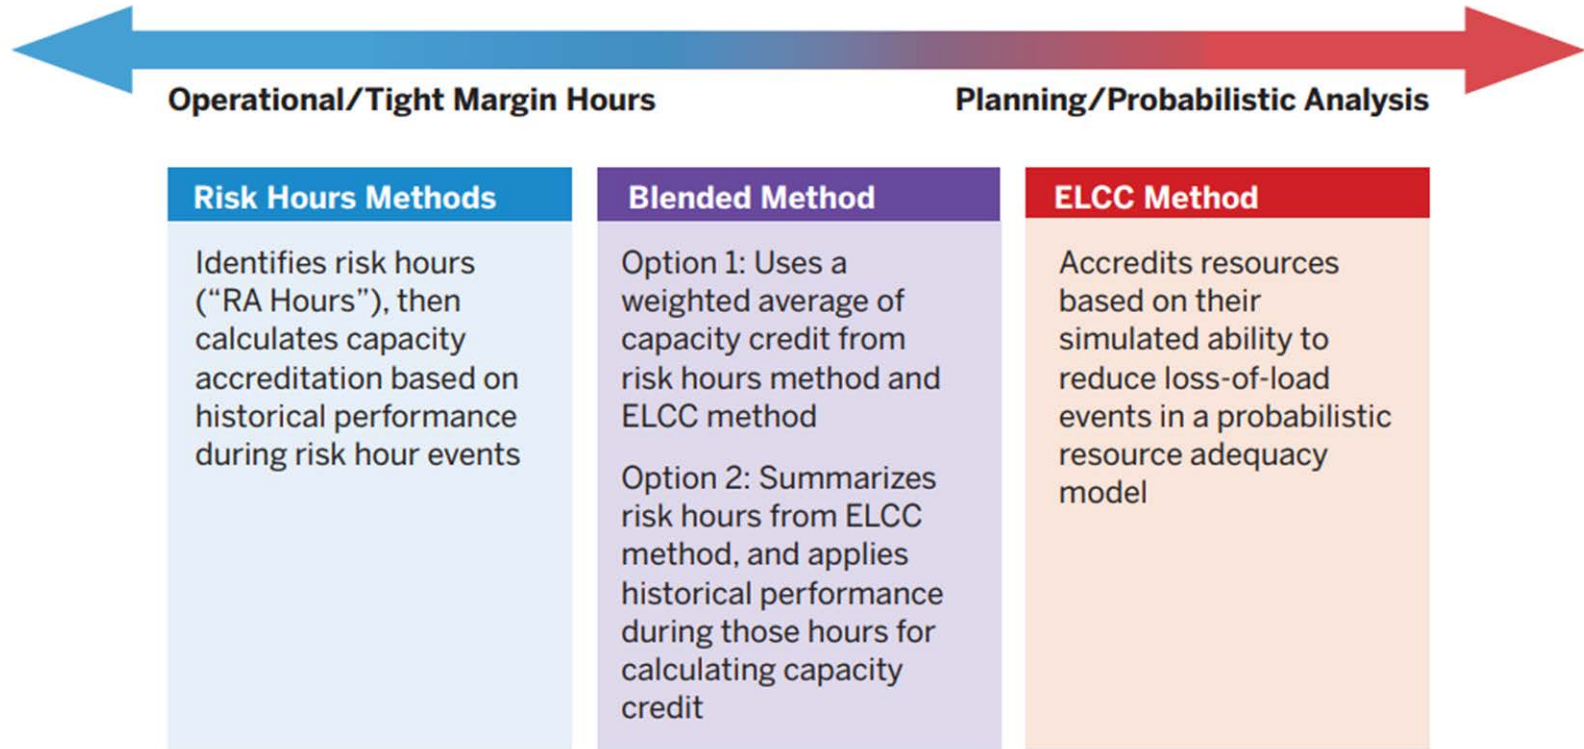 Operational/Tight Margin Hours
Planning/Probabilistic Analysis
Risk Hours Methods
Identifies risk hours
(“RA Hours”), then
calculates capacity
accreditation based on
historical performance
during risk hour events
Blended Method
Option 1: Uses a
weighted average of
capacity credit from
risk hours method and
ELCC method
Option 2: Summarizes
risk hours from ELCC
method, and applies
historical performance
during those hours for
calculating capacity
credit
ELCC Method
Accredits resources
based on their
simulated ability to
reduce loss-of-load
events in a probabilistic
resource adequacy
model